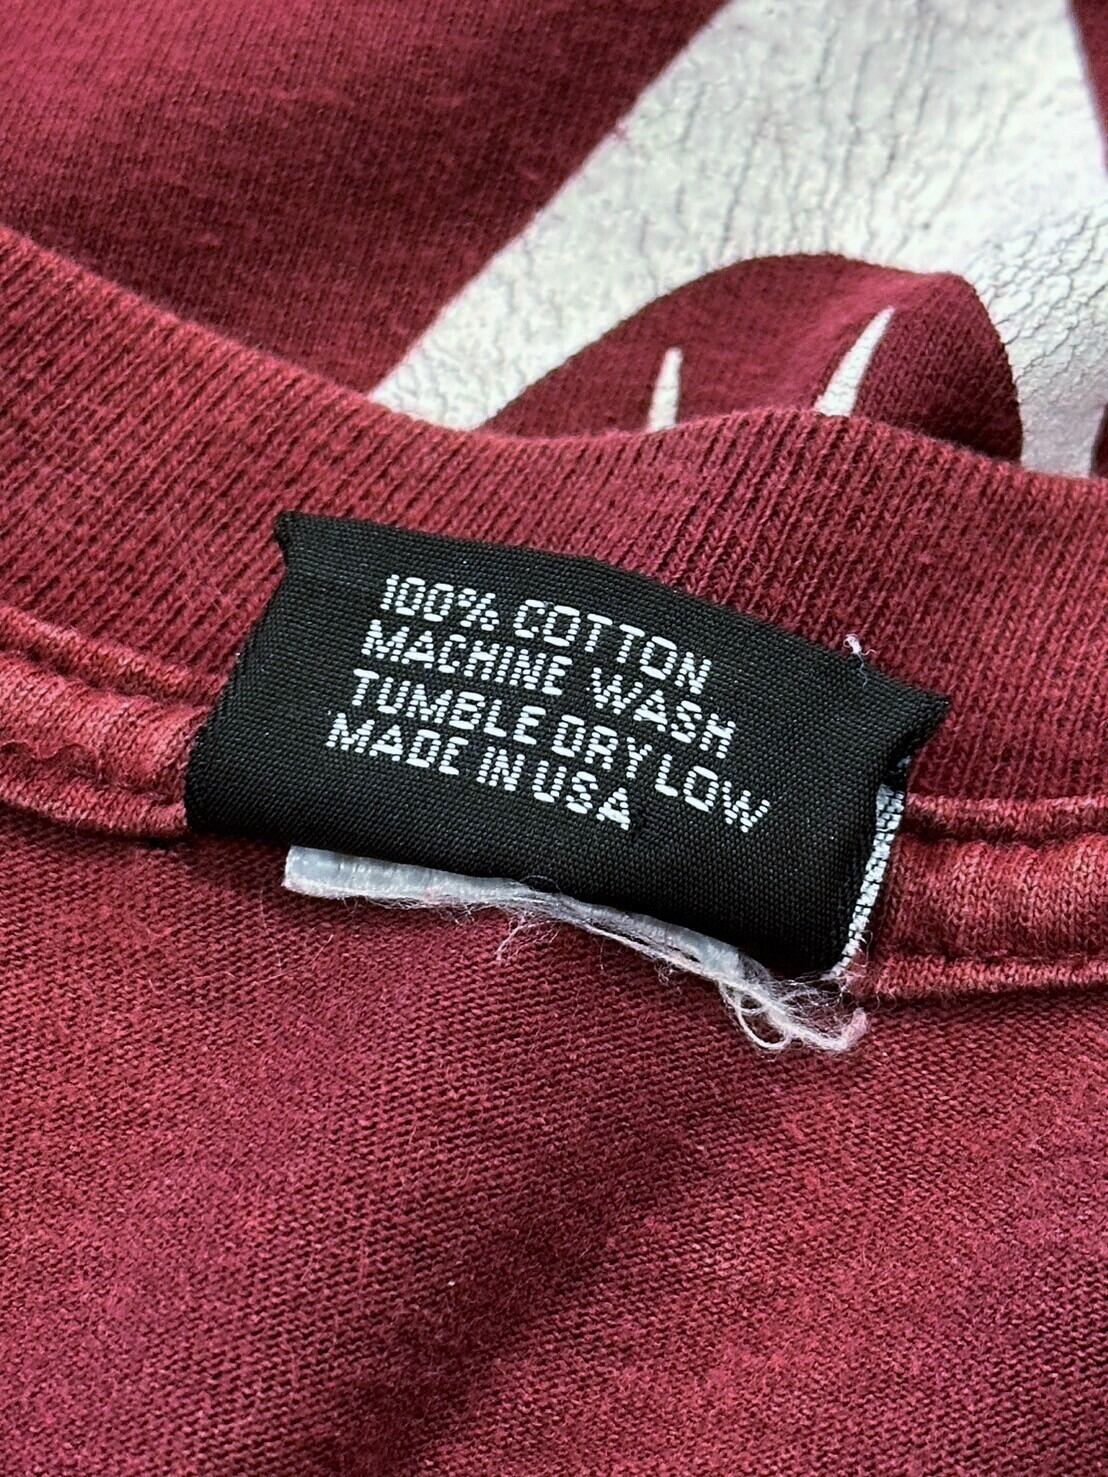 100% COTTON
MACHINE WASH
TUMBLE DRY LOW
MADE IN USA